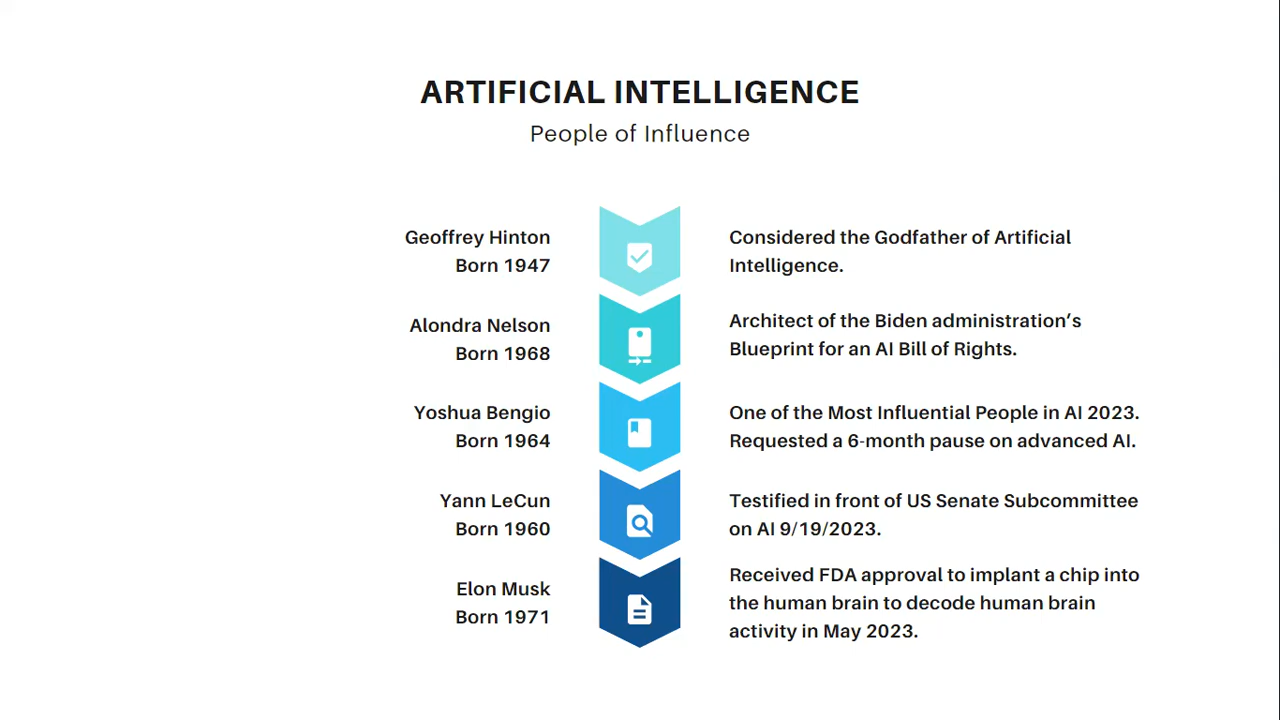 ARTIFICIAL INTELLIGENCE
People of Influence
Geoffrey Hinton
Born 1947
Considered the Godfather of Artificial
Intelligence.
Alondra Nelson
Born 1968
Architect of the Biden administration’s
Blueprint for an AI Bill of Rights.
Yoshua Bengio
Born 1964
One of the Most Influential People in AI 2023.
Requested a 6-month pause on advanced AI.
Yann LeCun
Born 1960
Testified in front of US Senate Subcommittee
on AI 9/19/2023.
Elon Musk
Born 1971
Received FDA approval to implant a chip into
the human brain to decode human brain
activity in May 2023.